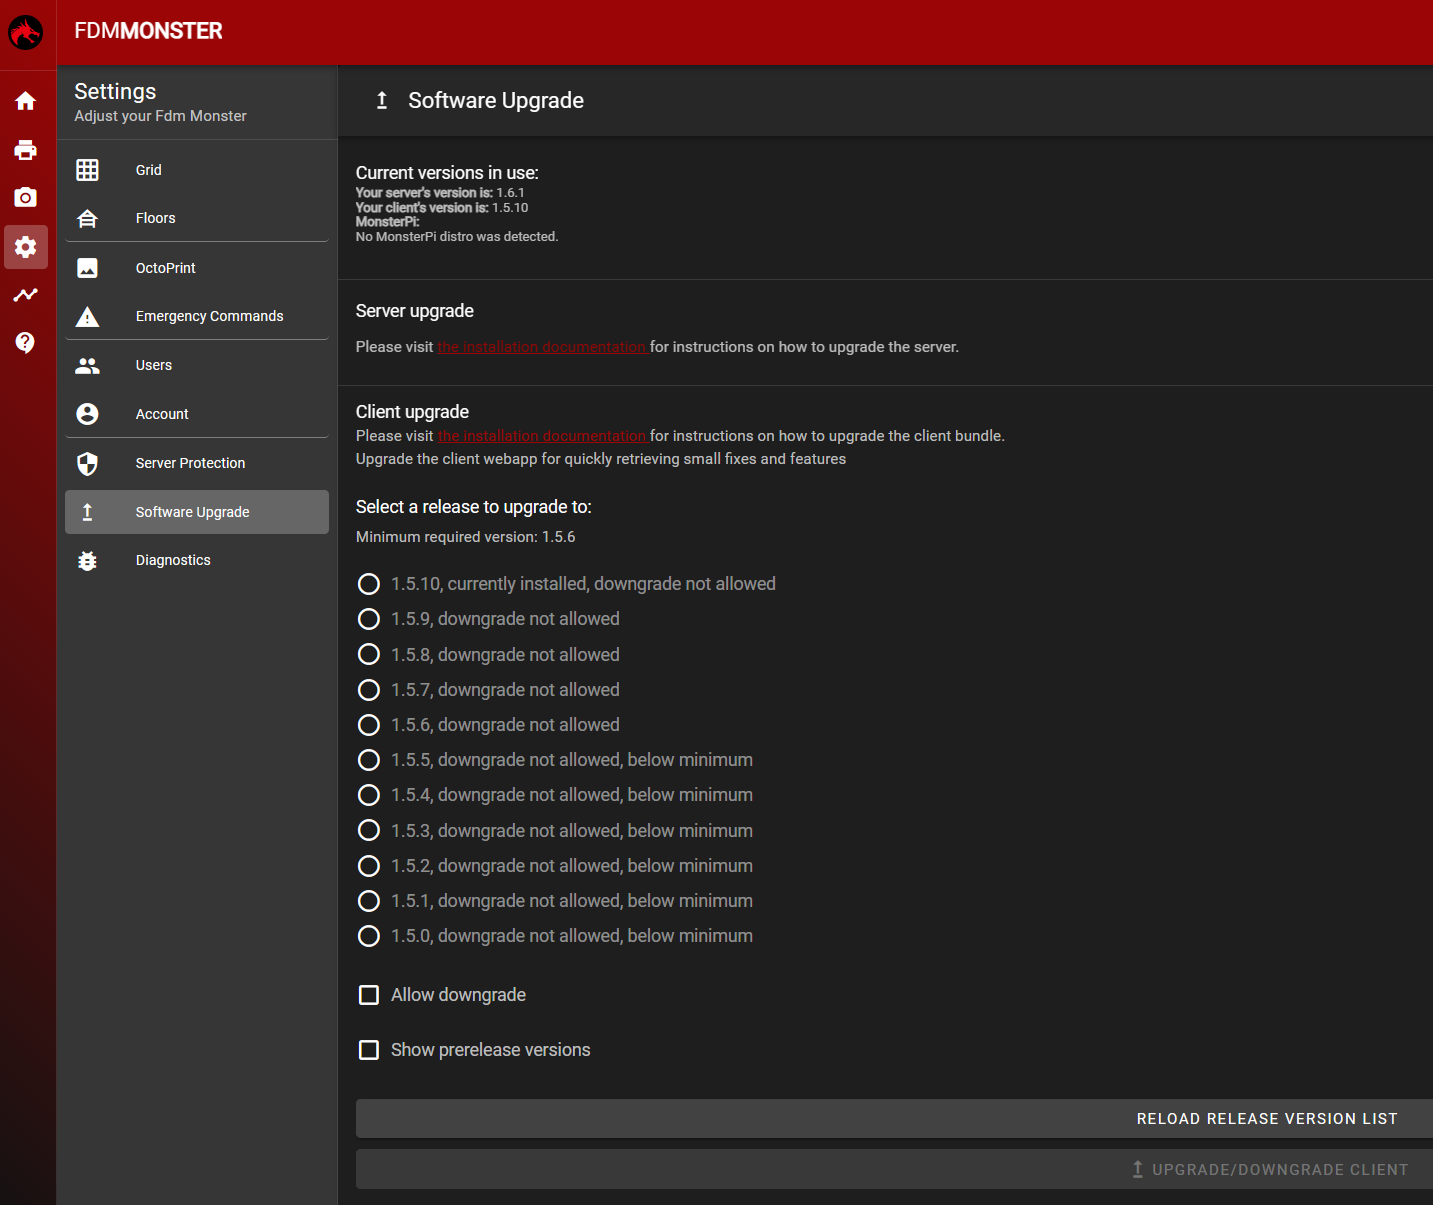 FDMMONSTER
Settings
Adjust your Fdm Monster
Grid
Floors
OctoPrint
Emergency Commands
Users
Account
Server Protection
Software Upgrade
Diagnostics
Software Upgrade
Current versions in use:
Your server's version is: 1.6.1
Your client's version is: 1.5.10
MonsterPi:
No MonsterPi distro was detected.
Server upgrade
Please visit the installation documentation for instructions on how to upgrade the server.
Client upgrade
Please visit the installation documentation for instructions on how to upgrade the client bundle.
Upgrade the client webapp for quickly retrieving small fixes and features
Select a release to upgrade to:
Minimum required version: 1.5.6
1.5.10, currently installed, downgrade not allowed
1.5.9, downgrade not allowed
1.5.8, downgrade not allowed
1.5.7, downgrade not allowed
1.5.6, downgrade not allowed
1.5.5, downgrade not allowed, below minimum
1.5.4, downgrade not allowed, below minimum
1.5.3, downgrade not allowed, below minimum
1.5.2, downgrade not allowed, below minimum
1.5.1, downgrade not allowed, below minimum
1.5.0, downgrade not allowed, below minimum
Allow downgrade
Show prerelease versions
RELOAD RELEASE VERSION LIST
UPGRADE/DOWNGRADE CLIENT